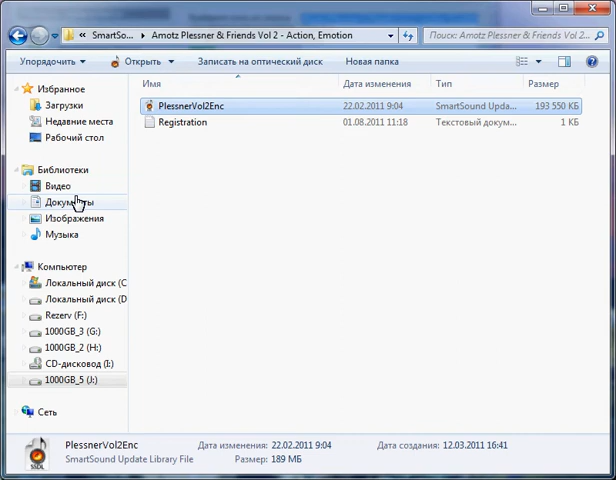 SmartSo... Amotz Plessner & Friends Vol 2 - Action, Emotion Поиск: Amotz Plessner & Friends Vol 2...
Упорядочить Открыть Записать на оптический диск Новая папка
Имя Дата изменения Тип Размер
PlessnerVol2Enc 22.02.2011 9:04 SmartSound Upda... 193 550 КБ
Registration 01.08.2011 11:18 Текстовый докум... 1 КБ
Избранное
Загрузки
Недавние места
Рабочий стол
Библиотеки
Видео
Документы
Изображения
Музыка
Компьютер
Локальный диск (C
Локальный диск (D
Rezerv (F:)
1000GB_3 (G:)
1000GB_2 (H:)
CD-дисковод (I:)
1000GB_5 (J:)
Сеть
PlessnerVol2Enc Дата изменения: 22.02.2011 9:04 Дата создания: 12.03.2011 16:41
SmartSound Update Library File Размер: 189 МБ
SSDL